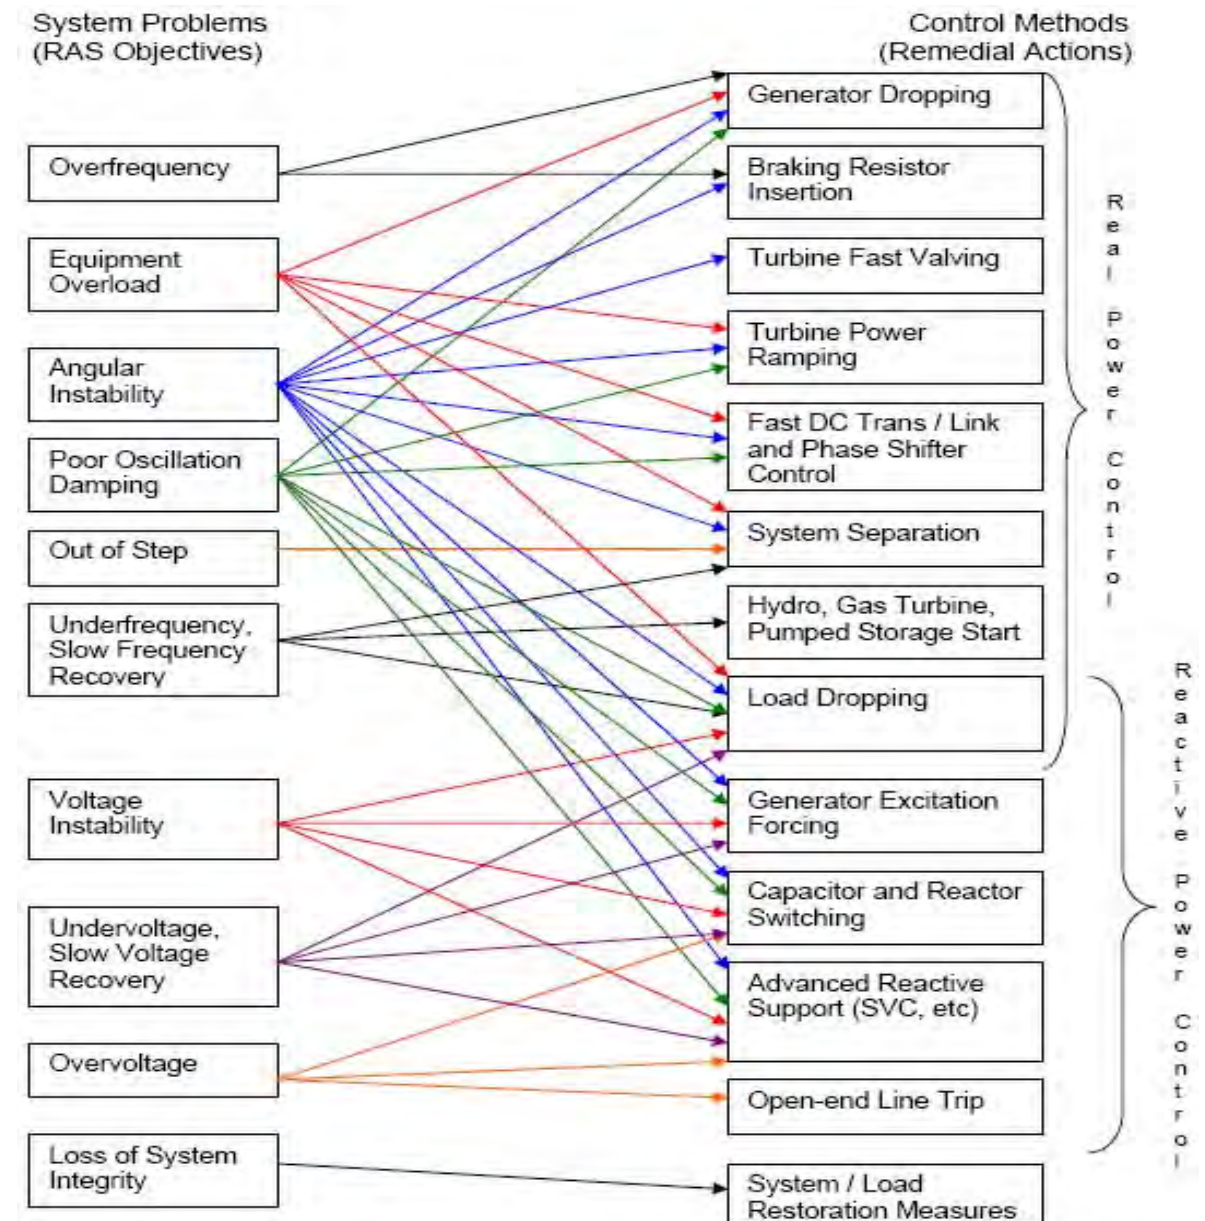 System Problems
(RAS Objectives)
Control Methods
(Remedial Actions)
Overfrequency
Equipment
Overload
Angular
Instability
Poor Oscillation
Damping
Out of Step
Underfrequency,
Slow Frequency
Recovery
Voltage
Instability
Undervoltage,
Slow Voltage
Recovery
Overvoltage
Loss of System
Integrity
Generator Dropping
Braking Resistor
Insertion
Turbine Fast Valving
Turbine Power
Ramping
Fast DC Trans / Link
and Phase Shifter
Control
System Separation
Hydro, Gas Turbine,
Pumped Storage Start
Load Dropping
Generator Excitation
Forcing
Capacitor and Reactor
Switching
Advanced Reactive
Support (SVC, etc)
Open-end Line Trip
System / Load
Restoration Measures
Real Power Control
Reactive Power Control